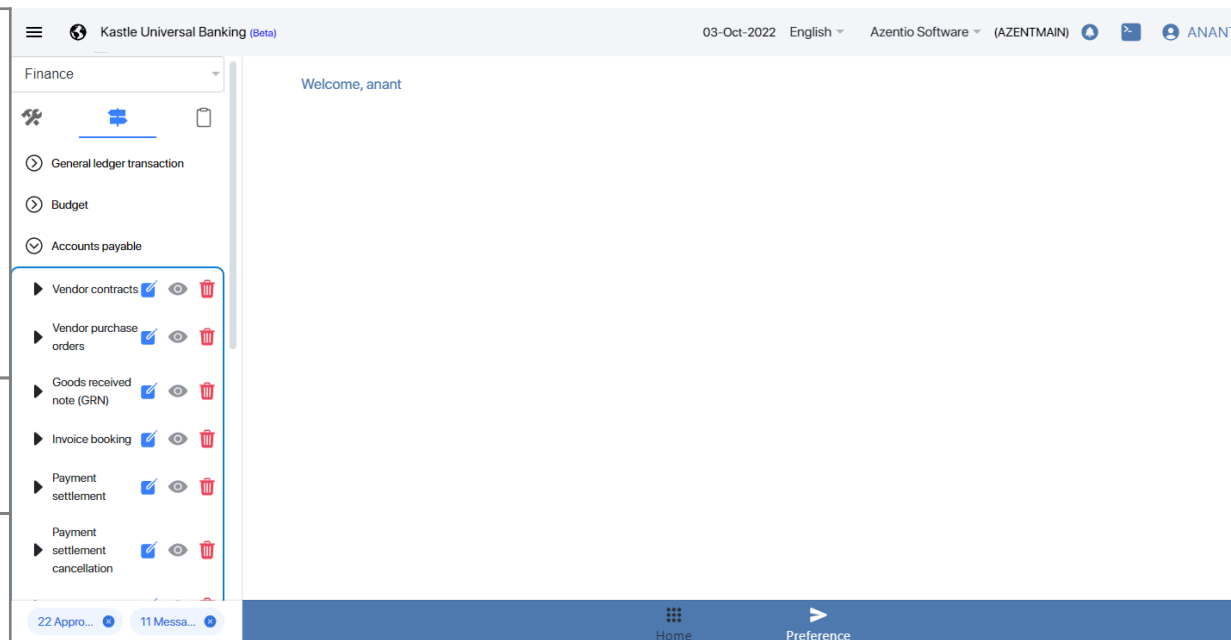 Kastle Universal Banking (Beta)
03-Oct-2022 English Azentio Software (AZENTMAIN) ANANT
Finance
Welcome, anant
General ledger transaction
Budget
Accounts payable
Vendor contracts
Vendor purchase
orders
Goods received
note (GRN)
Invoice booking
Payment
settlement
Payment
settlement
cancellation
22 Appro... 11 Messa...
Home Preference